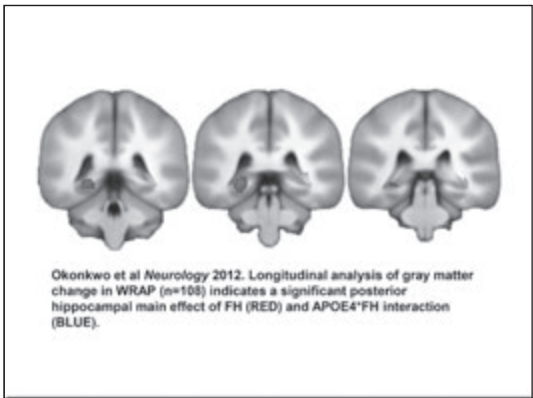 Okonkwo et al Neurology 2012. Longitudinal analysis of gray matter
change in WRAP (n=108) indicates a significant posterior
hippocampal main effect of FH (RED) and APOE4*FH interaction
(BLUE).